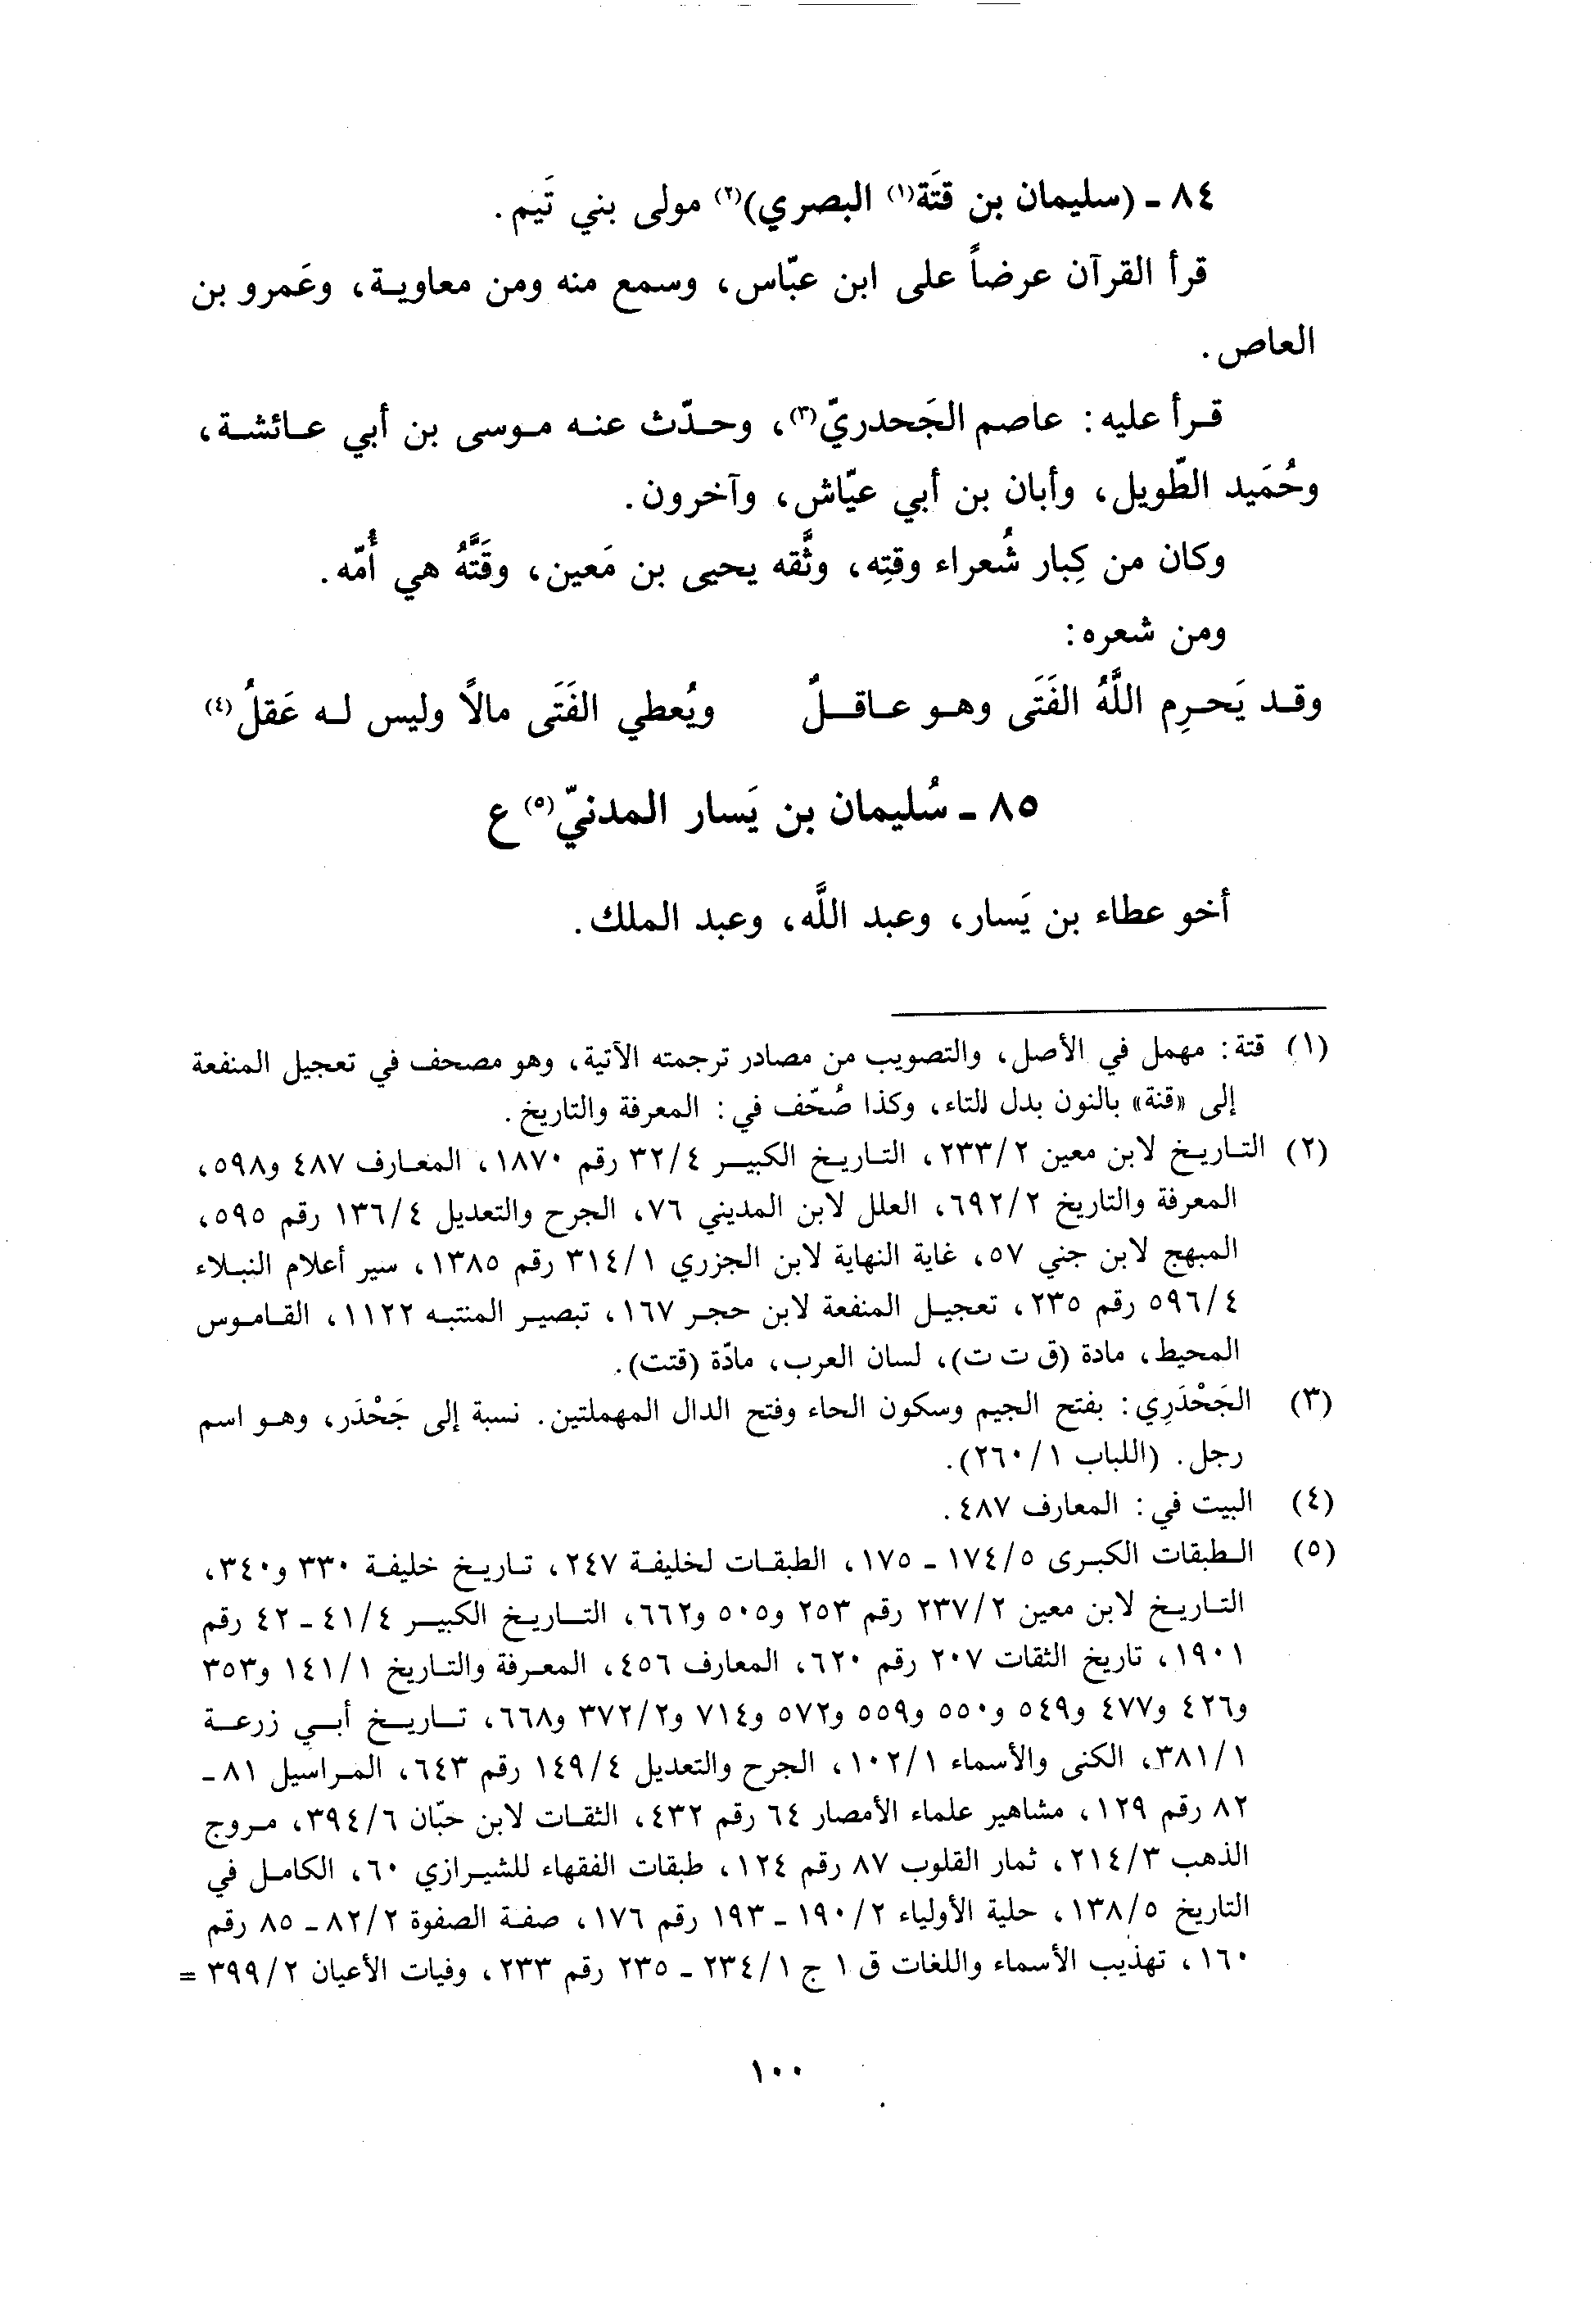 ٨٤ - (سليمان بن قتَة(١) البصري)(٢) مولى بني تَيم.
قرأ القرآن عرضاً على ابن عبّاس، وسمع منه ومن معاوية، وعَمرو بن
العاص.
قرأ عليه: عاصم الجَحدريّ(٣)، وحدّث عنه موسى بن أبي عائشة،
وحُمَيد الطّويل، وأبان بن أبي عيّاش، وآخرون.
وكان من كِبار شُعراء وقتِه، وثَّقه يحيى بن مَعين، وقَتَّهُ هي أُمّه.
ومن شعره:
وقد يَحرِم اللَّهُ الفَتَى وهو عاقلٌ ويُعطي الفَتَى مالاً وليس له عَقلُ(٤)
٨٥ - سُليمان بن يَسار المدنيّ(٥) ع
أخو عطاء بن يَسار، وعبد اللَّه، وعبد الملك.
(١) قتة: مهمل في الأصل، والتصويب من مصادر ترجمته الآتية، وهو مصحف في تعجيل المنفعة
إلى «قنة» بالنون بدل التاء، وكذا صُحّف في: المعرفة والتاريخ.
(٢) التاريخ لابن معين ٢/٢٣٣، التاريخ الكبير ٤/٣٢ رقم ١٨٧٠، المعارف ٤٨٧ و٥٩٨،
المعرفة والتاريخ ٢/٦٩٢، العلل لابن المديني ٧٦، الجرح والتعديل ٤/١٣٦ رقم ٥٩٥،
المبهج لابن جني ٥٧، غاية النهاية لابن الجزري ١/٣١٤ رقم ١٣٨٥، سير أعلام النبلاء
٤/٥٩٦ رقم ٢٣٥، تعجيل المنفعة لابن حجر ١٦٧، تبصير المنتبه ١١٢٢، القاموس
المحيط، مادة (ق ت ت)، لسان العرب، مادّة (قتت).
(٣) الجَحْدَرِي: بفتح الجيم وسكون الحاء وفتح الدال المهملتين. نسبة إلى جَحْدَر، وهو اسم
رجل. (اللباب ١/٢٦٠).
(٤) البيت في: المعارف ٤٨٧.
(٥) الطبقات الكبرى ٥/١٧٤ - ١٧٥، الطبقات لخليفة ٢٤٧، تاريخ خليفة ٣٣٠ و٣٤٠،
التاريخ لابن معين ٢/٢٣٧ رقم ٢٥٣ و٥٠٥ و٦٦٢، التاريخ الكبير ٤/٤١ - ٤٢ رقم
١٩٠١، تاريخ الثقات ٢٠٧ رقم ٦٢٠، المعارف ٤٥٦، المعرفة والتاريخ ١/١٤١ و٣٥٣
و٤٢٦ و٤٧٧ و٥٤٩ و٥٥٠ و٥٥٩ و٥٧٢ و٧١٤ و٢/٣٧٢ و٦٦٨، تاريخ أبي زرعة
١/٣٨١، الكنى والأسماء ١/١٠٢، الجرح والتعديل ٤/١٤٩ رقم ٦٤٣، المراسيل ٨١ -
٨٢ رقم ١٢٩، مشاهير علماء الأمصار ٦٤ رقم ٤٣٢، الثقات لابن حبّان ٦/٣٩٤، مروج
الذهب ٣/٢١٤، ثمار القلوب ٨٧ رقم ١٢٤، طبقات الفقهاء للشيرازي ٦٠، الكامل في
التاريخ ٥/١٣٨، حلية الأولياء ٢/١٩٠ - ١٩٣ رقم ١٧٦، صفة الصفوة ٢/٨٢ - ٨٥ رقم
١٦٠، تهذيب الأسماء واللغات ق ١ ج ١/٢٣٤ - ٢٣٥ رقم ٢٣٣، وفيات الأعيان ٢/٣٩٩ =
١٠٠